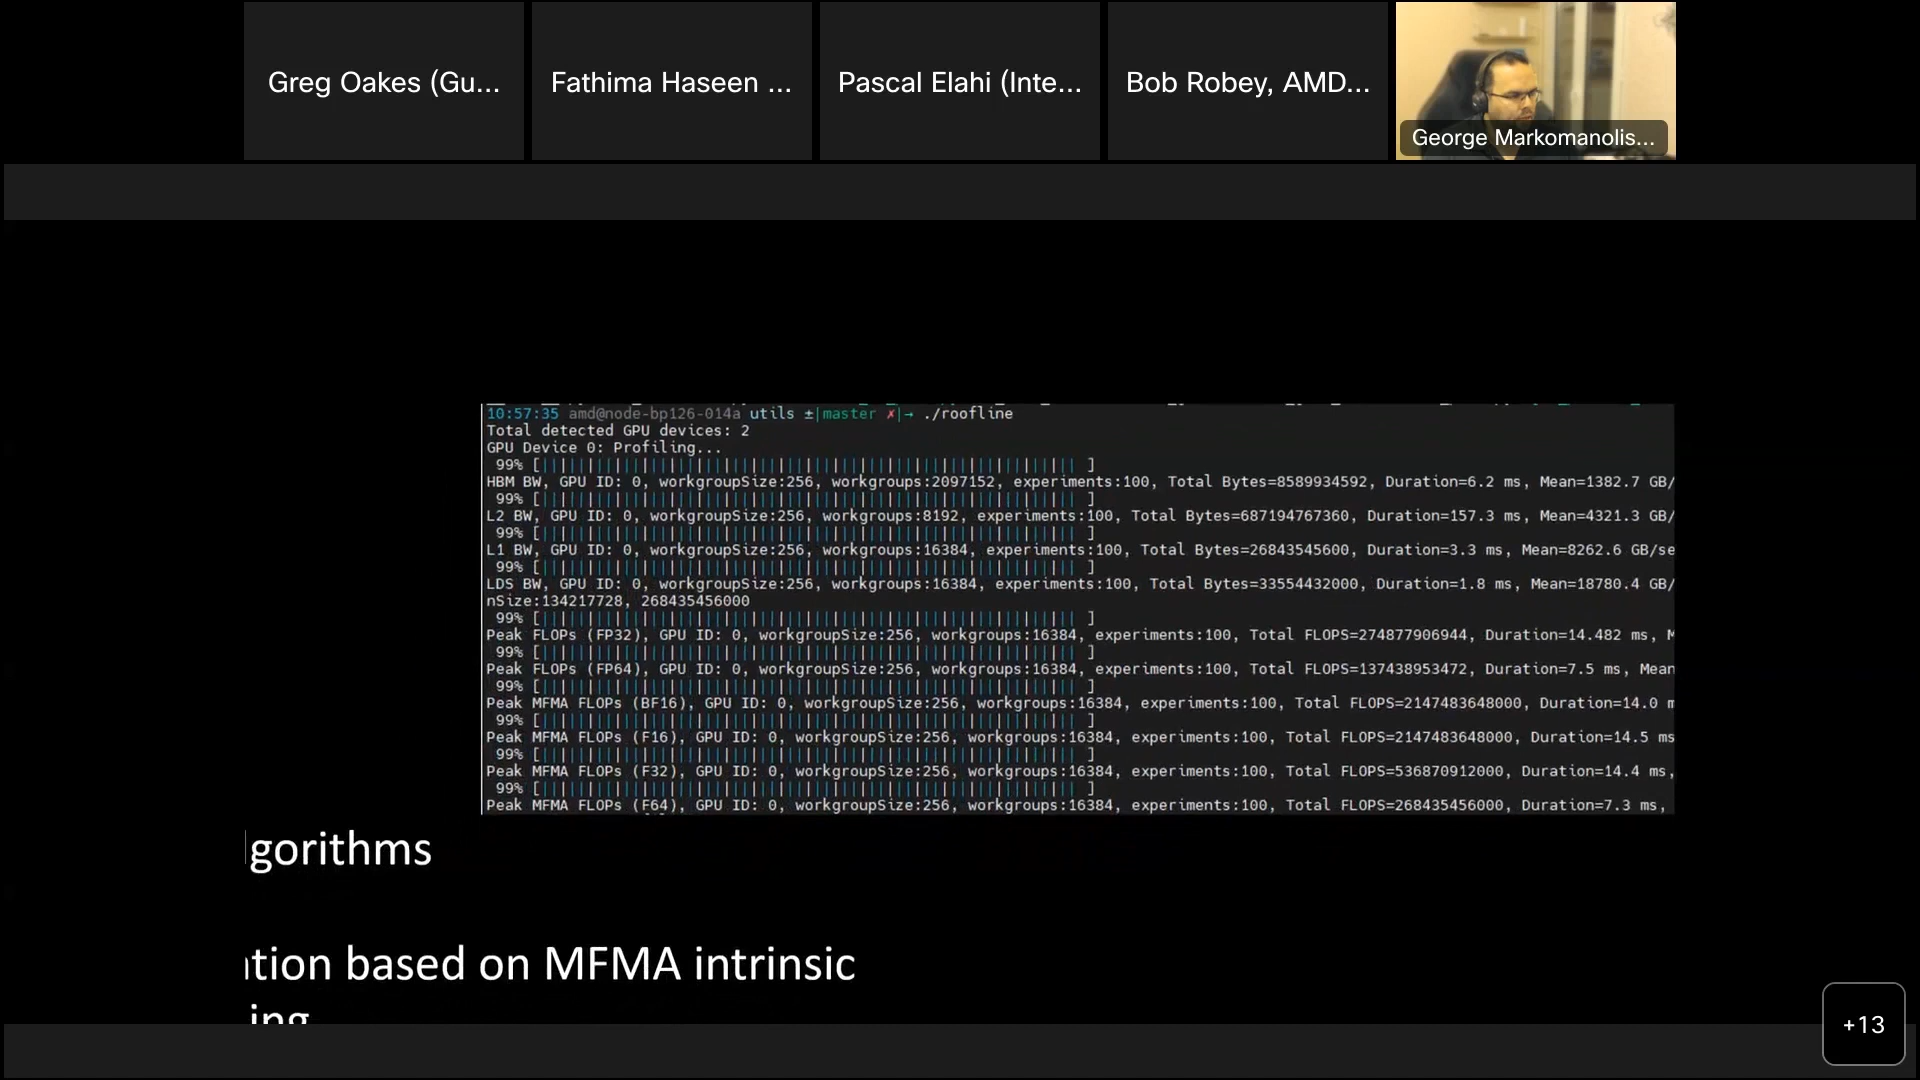 Greg Oakes (Gu...
Fathima Haseen ...
Pascal Elahi (Inte...
Bob Robey, AMD...
George Markomanolis...
10:57:35 amd@node-bp126-014a utils ±|master ✗|→ ./roofline
Total detected GPU devices: 2
GPU Device 0: Profiling...
99% [||||||||||||||||||||||||||||||||||||||||||||||||||||||||||| ]
HBM BW, GPU ID: 0, workgroupSize:256, workgroups:2097152, experiments:100, Total Bytes=8589934592, Duration=6.2 ms, Mean=1382.7 GB/
99% [||||||||||||||||||||||||||||||||||||||||||||||||||||||||||| ]
L2 BW, GPU ID: 0, workgroupSize:256, workgroups:8192, experiments:100, Total Bytes=687194767360, Duration=157.3 ms, Mean=4321.3 GB/
99% [||||||||||||||||||||||||||||||||||||||||||||||||||||||||||| ]
L1 BW, GPU ID: 0, workgroupSize:256, workgroups:16384, experiments:100, Total Bytes=26843545600, Duration=3.3 ms, Mean=8262.6 GB/se
99% [||||||||||||||||||||||||||||||||||||||||||||||||||||||||||| ]
LDS BW, GPU ID: 0, workgroupSize:256, workgroups:16384, experiments:100, Total Bytes=33554432000, Duration=1.8 ms, Mean=18780.4 GB/
nSize:134217728, 268435456000
99% [||||||||||||||||||||||||||||||||||||||||||||||||||||||||||| ]
Peak FLOPs (FP32), GPU ID: 0, workgroupSize:256, workgroups:16384, experiments:100, Total FLOPS=274877906944, Duration=14.482 ms, M
99% [||||||||||||||||||||||||||||||||||||||||||||||||||||||||||| ]
Peak FLOPs (FP64), GPU ID: 0, workgroupSize:256, workgroups:16384, experiments:100, Total FLOPS=137438953472, Duration=7.5 ms, Mean
99% [||||||||||||||||||||||||||||||||||||||||||||||||||||||||||| ]
Peak MFMA FLOPs (BF16), GPU ID: 0, workgroupSize:256, workgroups:16384, experiments:100, Total FLOPS=2147483648000, Duration=14.0 m
99% [||||||||||||||||||||||||||||||||||||||||||||||||||||||||||| ]
Peak MFMA FLOPs (F16), GPU ID: 0, workgroupSize:256, workgroups:16384, experiments:100, Total FLOPS=2147483648000, Duration=14.5 ms
99% [||||||||||||||||||||||||||||||||||||||||||||||||||||||||||| ]
Peak MFMA FLOPs (F32), GPU ID: 0, workgroupSize:256, workgroups:16384, experiments:100, Total FLOPS=536870912000, Duration=14.4 ms,
99% [||||||||||||||||||||||||||||||||||||||||||||||||||||||||||| ]
Peak MFMA FLOPs (F64), GPU ID: 0, workgroupSize:256, workgroups:16384, experiments:100, Total FLOPS=268435456000, Duration=7.3 ms,
lgorithms
tion based on MFMA intrinsic
ing
+13